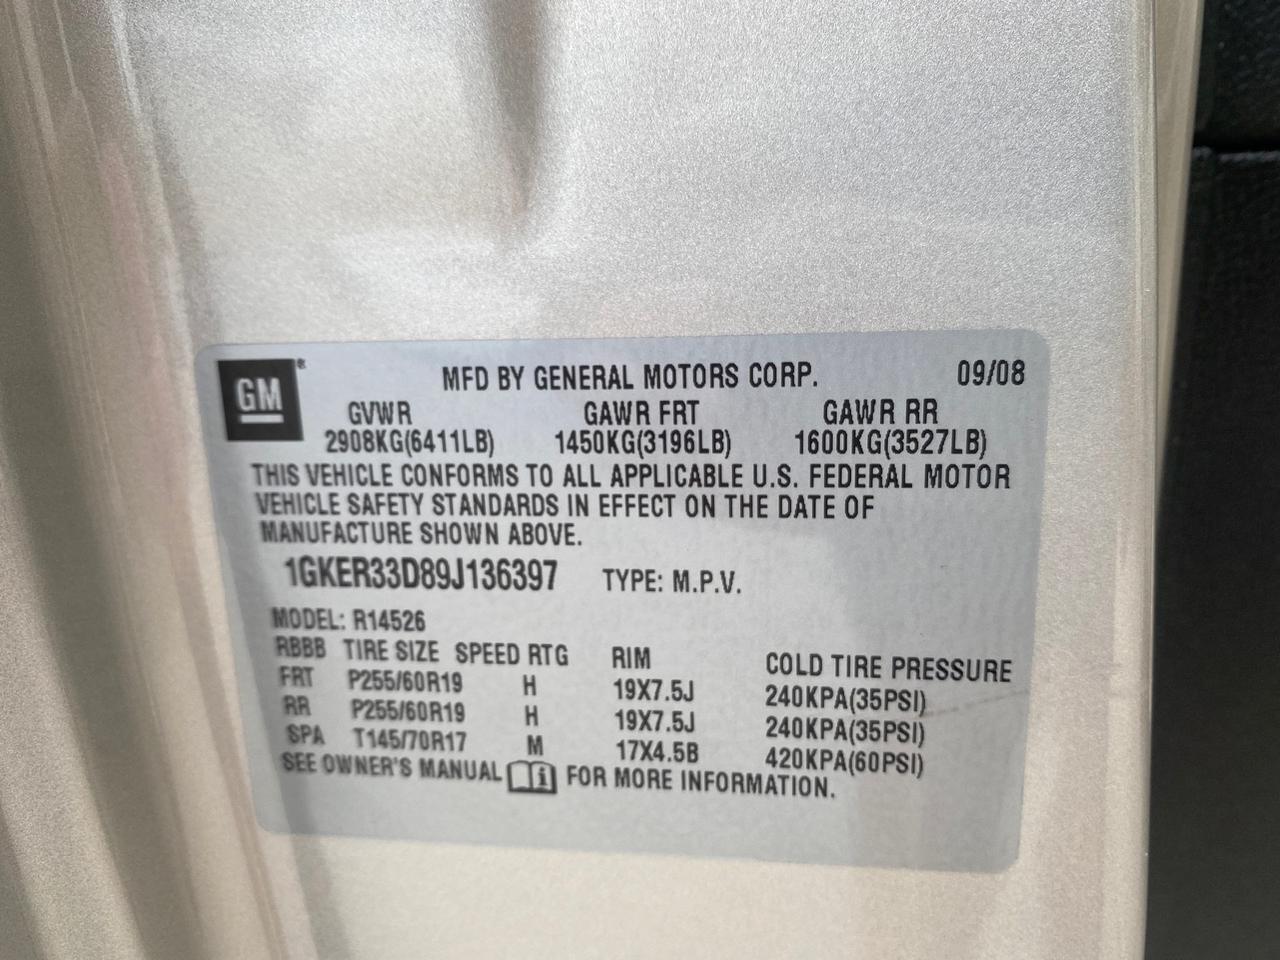 GM®
MFD BY GENERAL MOTORS CORP. 09/08
GVWR GAWR FRT GAWR RR
2908KG(6411LB) 1450KG(3196LB) 1600KG(3527LB)
THIS VEHICLE CONFORMS TO ALL APPLICABLE U.S. FEDERAL MOTOR
VEHICLE SAFETY STANDARDS IN EFFECT ON THE DATE OF
MANUFACTURE SHOWN ABOVE.
1GKER33D89J136397 TYPE: M.P.V.
MODEL: R14526
RBBB TIRE SIZE SPEED RTG RIM COLD TIRE PRESSURE
FRT P255/60R19 H 19X7.5J 240KPA(35PSI)
RR P255/60R19 H 19X7.5J 240KPA(35PSI)
SPA T145/70R17 M 17X4.5B 420KPA(60PSI)
SEE OWNER'S MANUAL i FOR MORE INFORMATION.